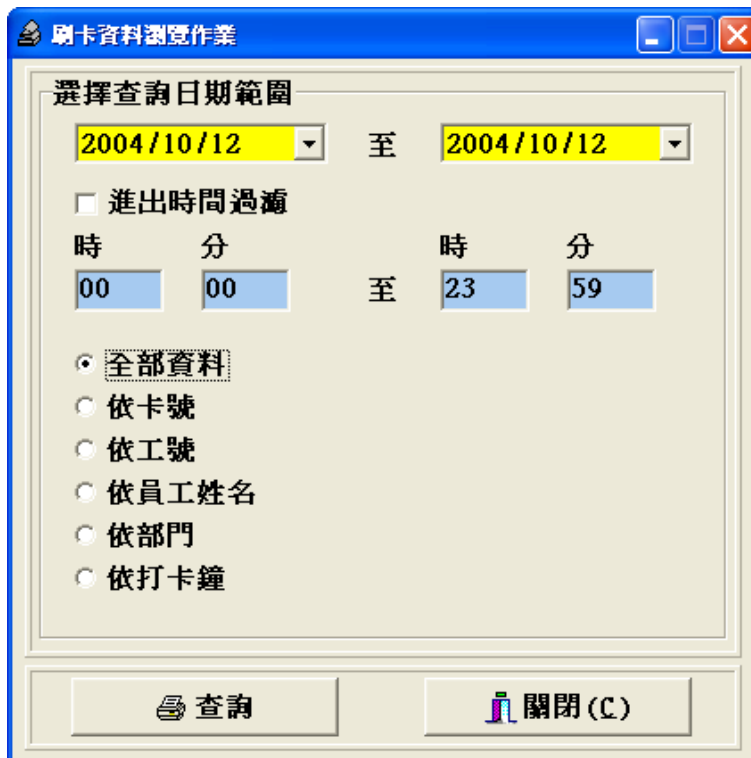 刷卡資料瀏覽作業
選擇查詢日期範圍
2004/10/12 至 2004/10/12
進出時間過濾
時 分 時 分
00 00 至 23 59
全部資料
依卡號
依工號
依員工姓名
依部門
依打卡鐘
查詢 關閉(C)